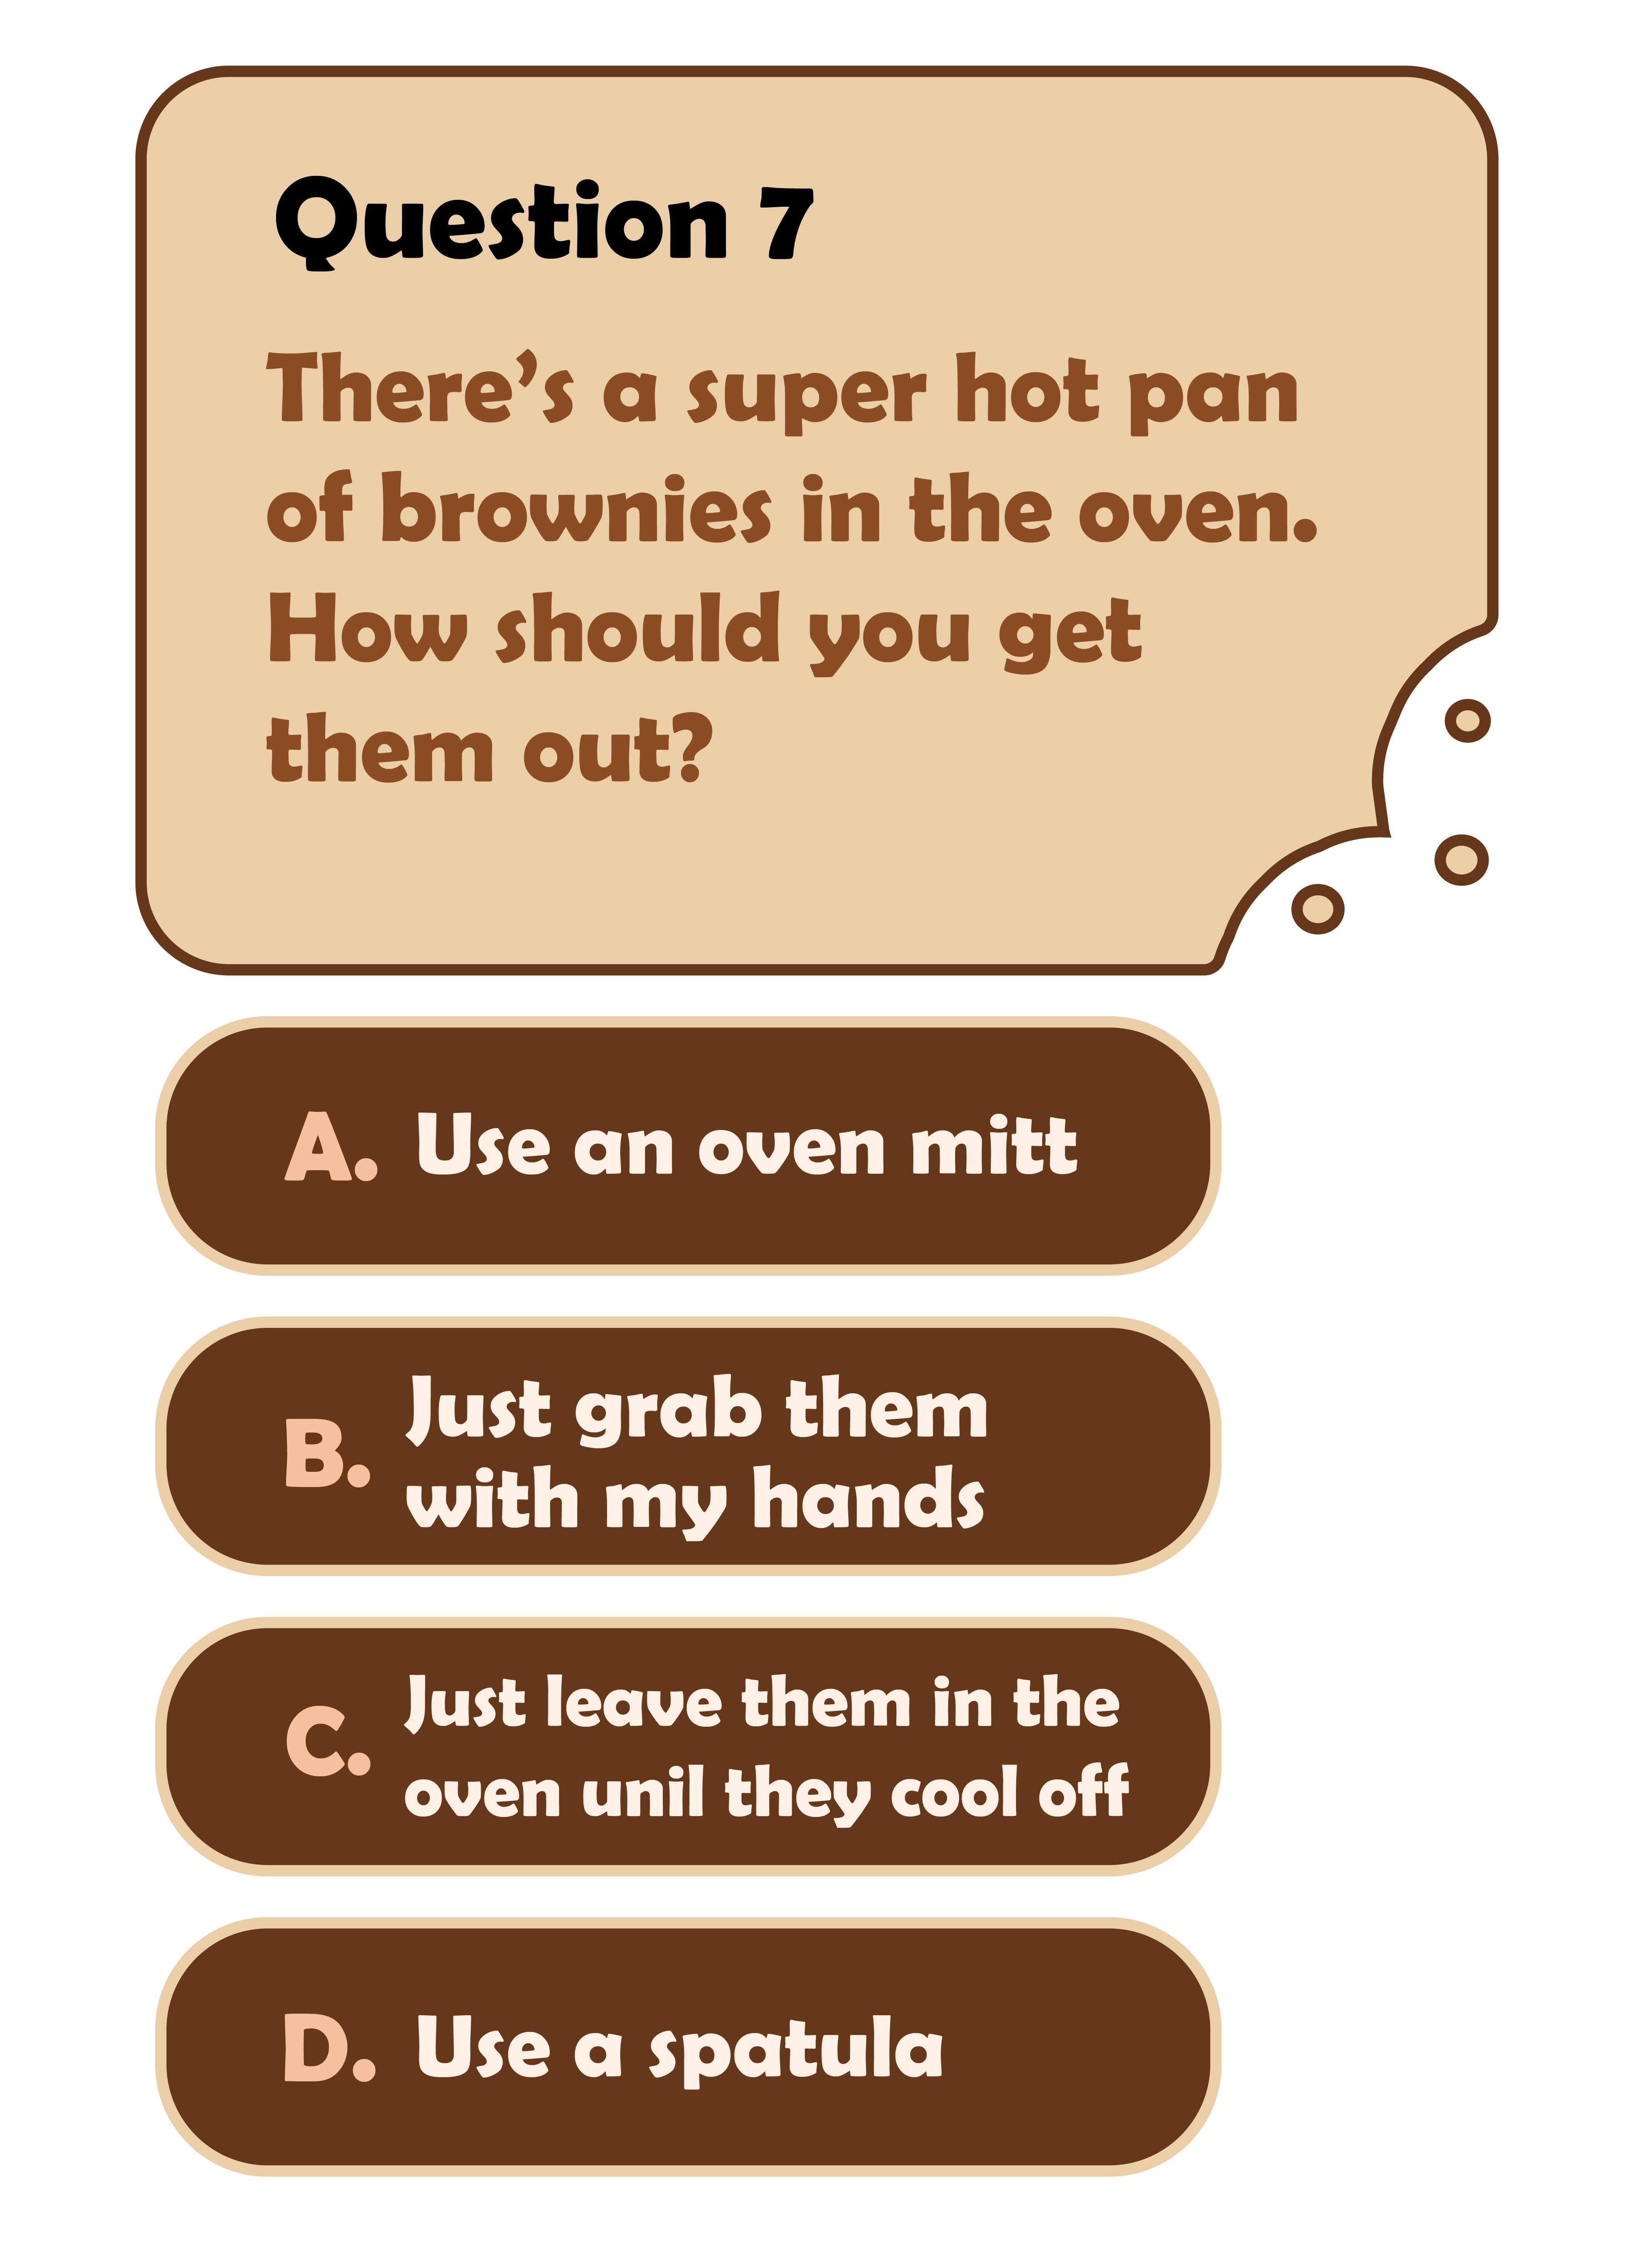 Question 7
There’s a super hot pan
of brownies in the oven.
How should you get
them out?
A. Use an oven mitt
B. Just grab them
with my hands
C. Just leave them in the
oven unil they cool off
D. Use a spatula